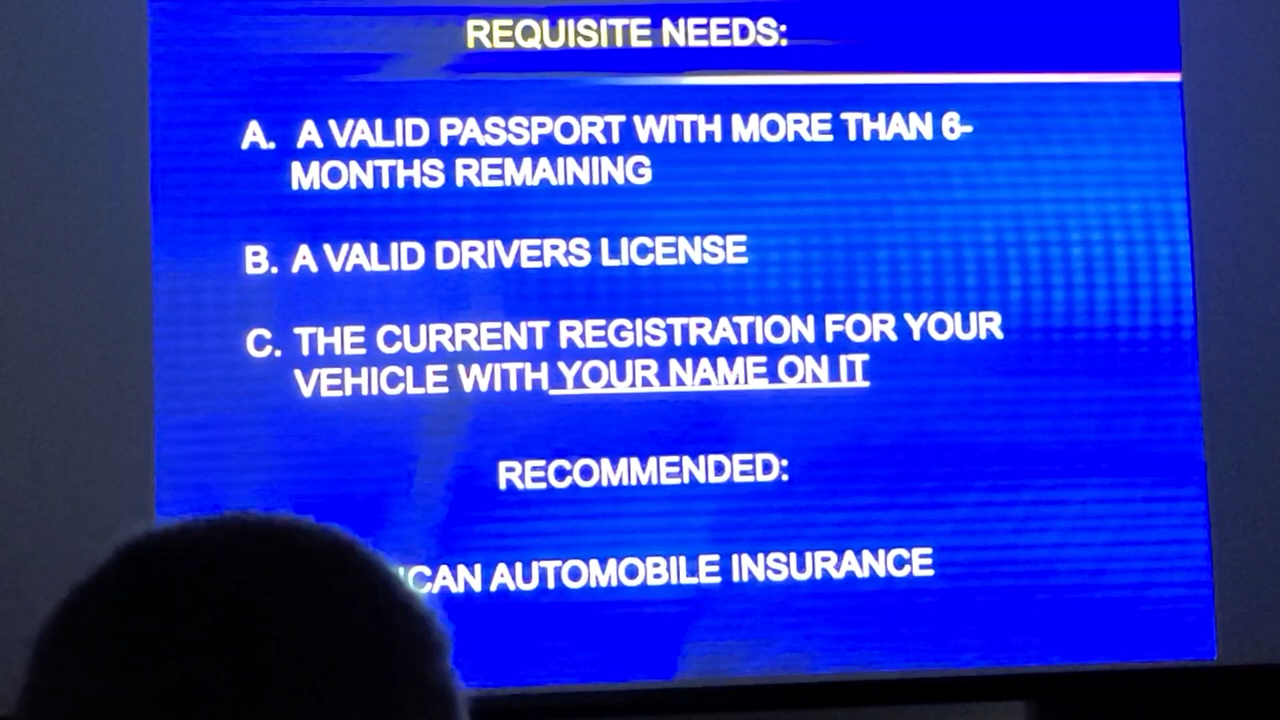 REQUISITE NEEDS:
A. A VALID PASSPORT WITH MORE THAN 6-
MONTHS REMAINING
B. A VALID DRIVERS LICENSE
C. THE CURRENT REGISTRATION FOR YOUR
VEHICLE WITH YOUR NAME ON IT
RECOMMENDED:
AUTOMOBILE INSURANCE